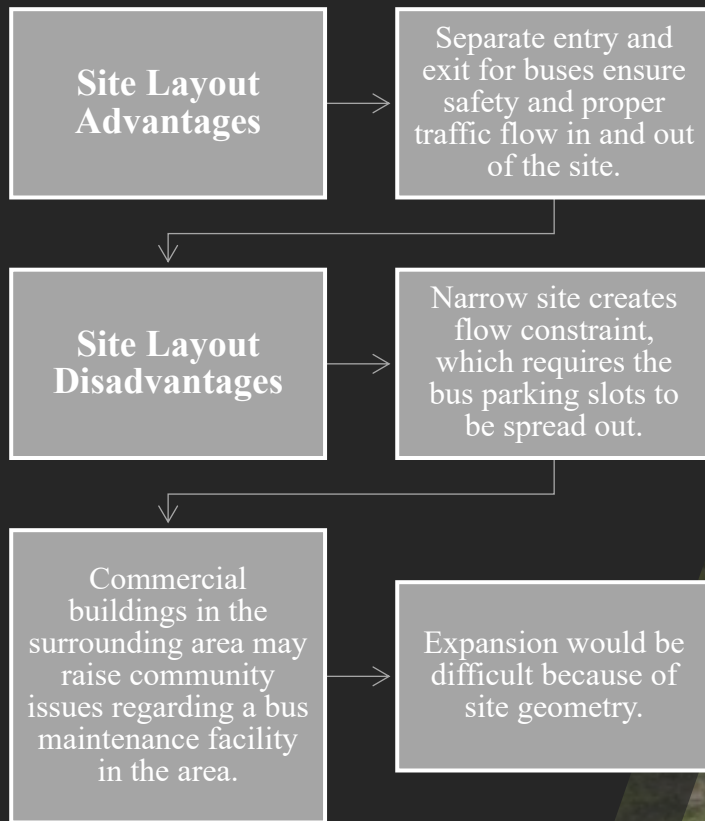 Site Layout
Advantages
Separate entry and
exit for buses ensure
safety and proper
traffic flow in and out
of the site.
Site Layout
Disadvantages
Narrow site creates
flow constraint,
which requires the
bus parking slots to
be spread out.
Commercial
buildings in the
surrounding area may
raise community
issues regarding a bus
maintenance facility
in the area.
Expansion would be
difficult because of
site geometry.